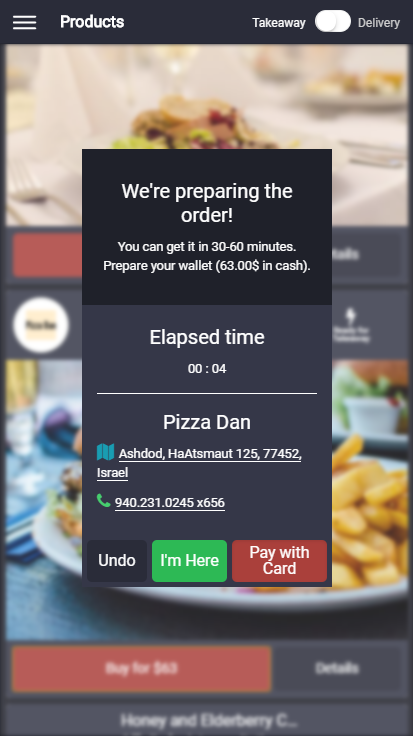 Products
Takeaway
Delivery
We're preparing the
order!
You can get it in 30-60 minutes.
Prepare your wallet (63.00$ in cash).
Elapsed time
00 : 04
Pizza Dan
Ashdod, HaAtsmaut 125, 77452,
Israel
940.231.0245 x656
Undo
I'm Here
Pay with
Card
Buy for $63
Details
Honey and Elderberry C...